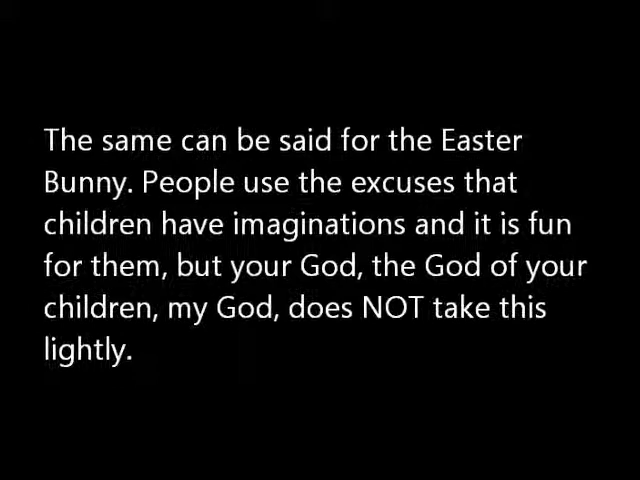 The same can be said for the Easter
Bunny. People use the excuses that
children have imaginations and it is fun
for them, but your God, the God of your
children, my God, does NOT take this
lightly.